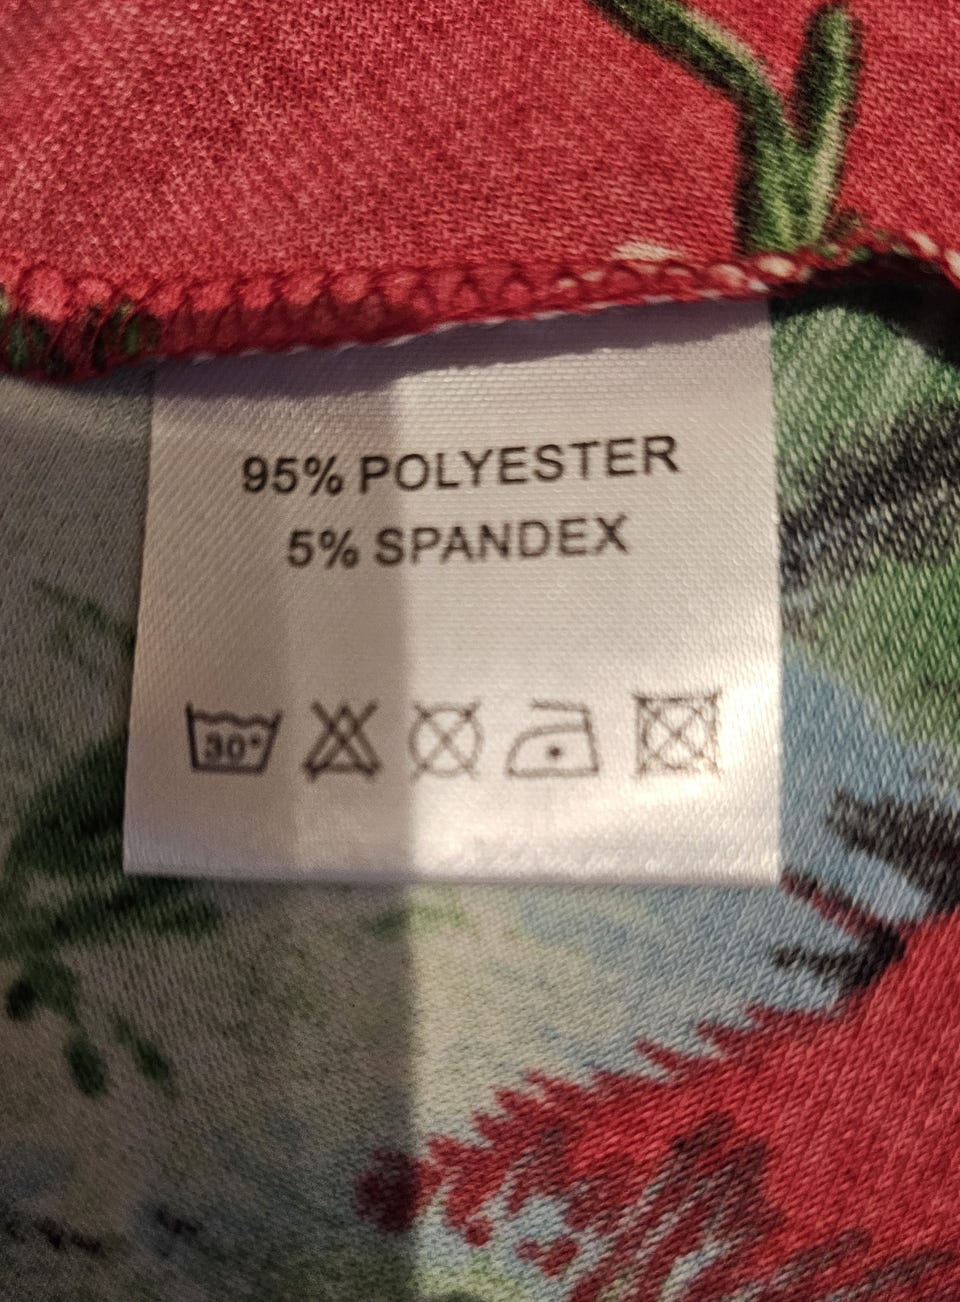 95% POLYESTER
5% SPANDEX
30°